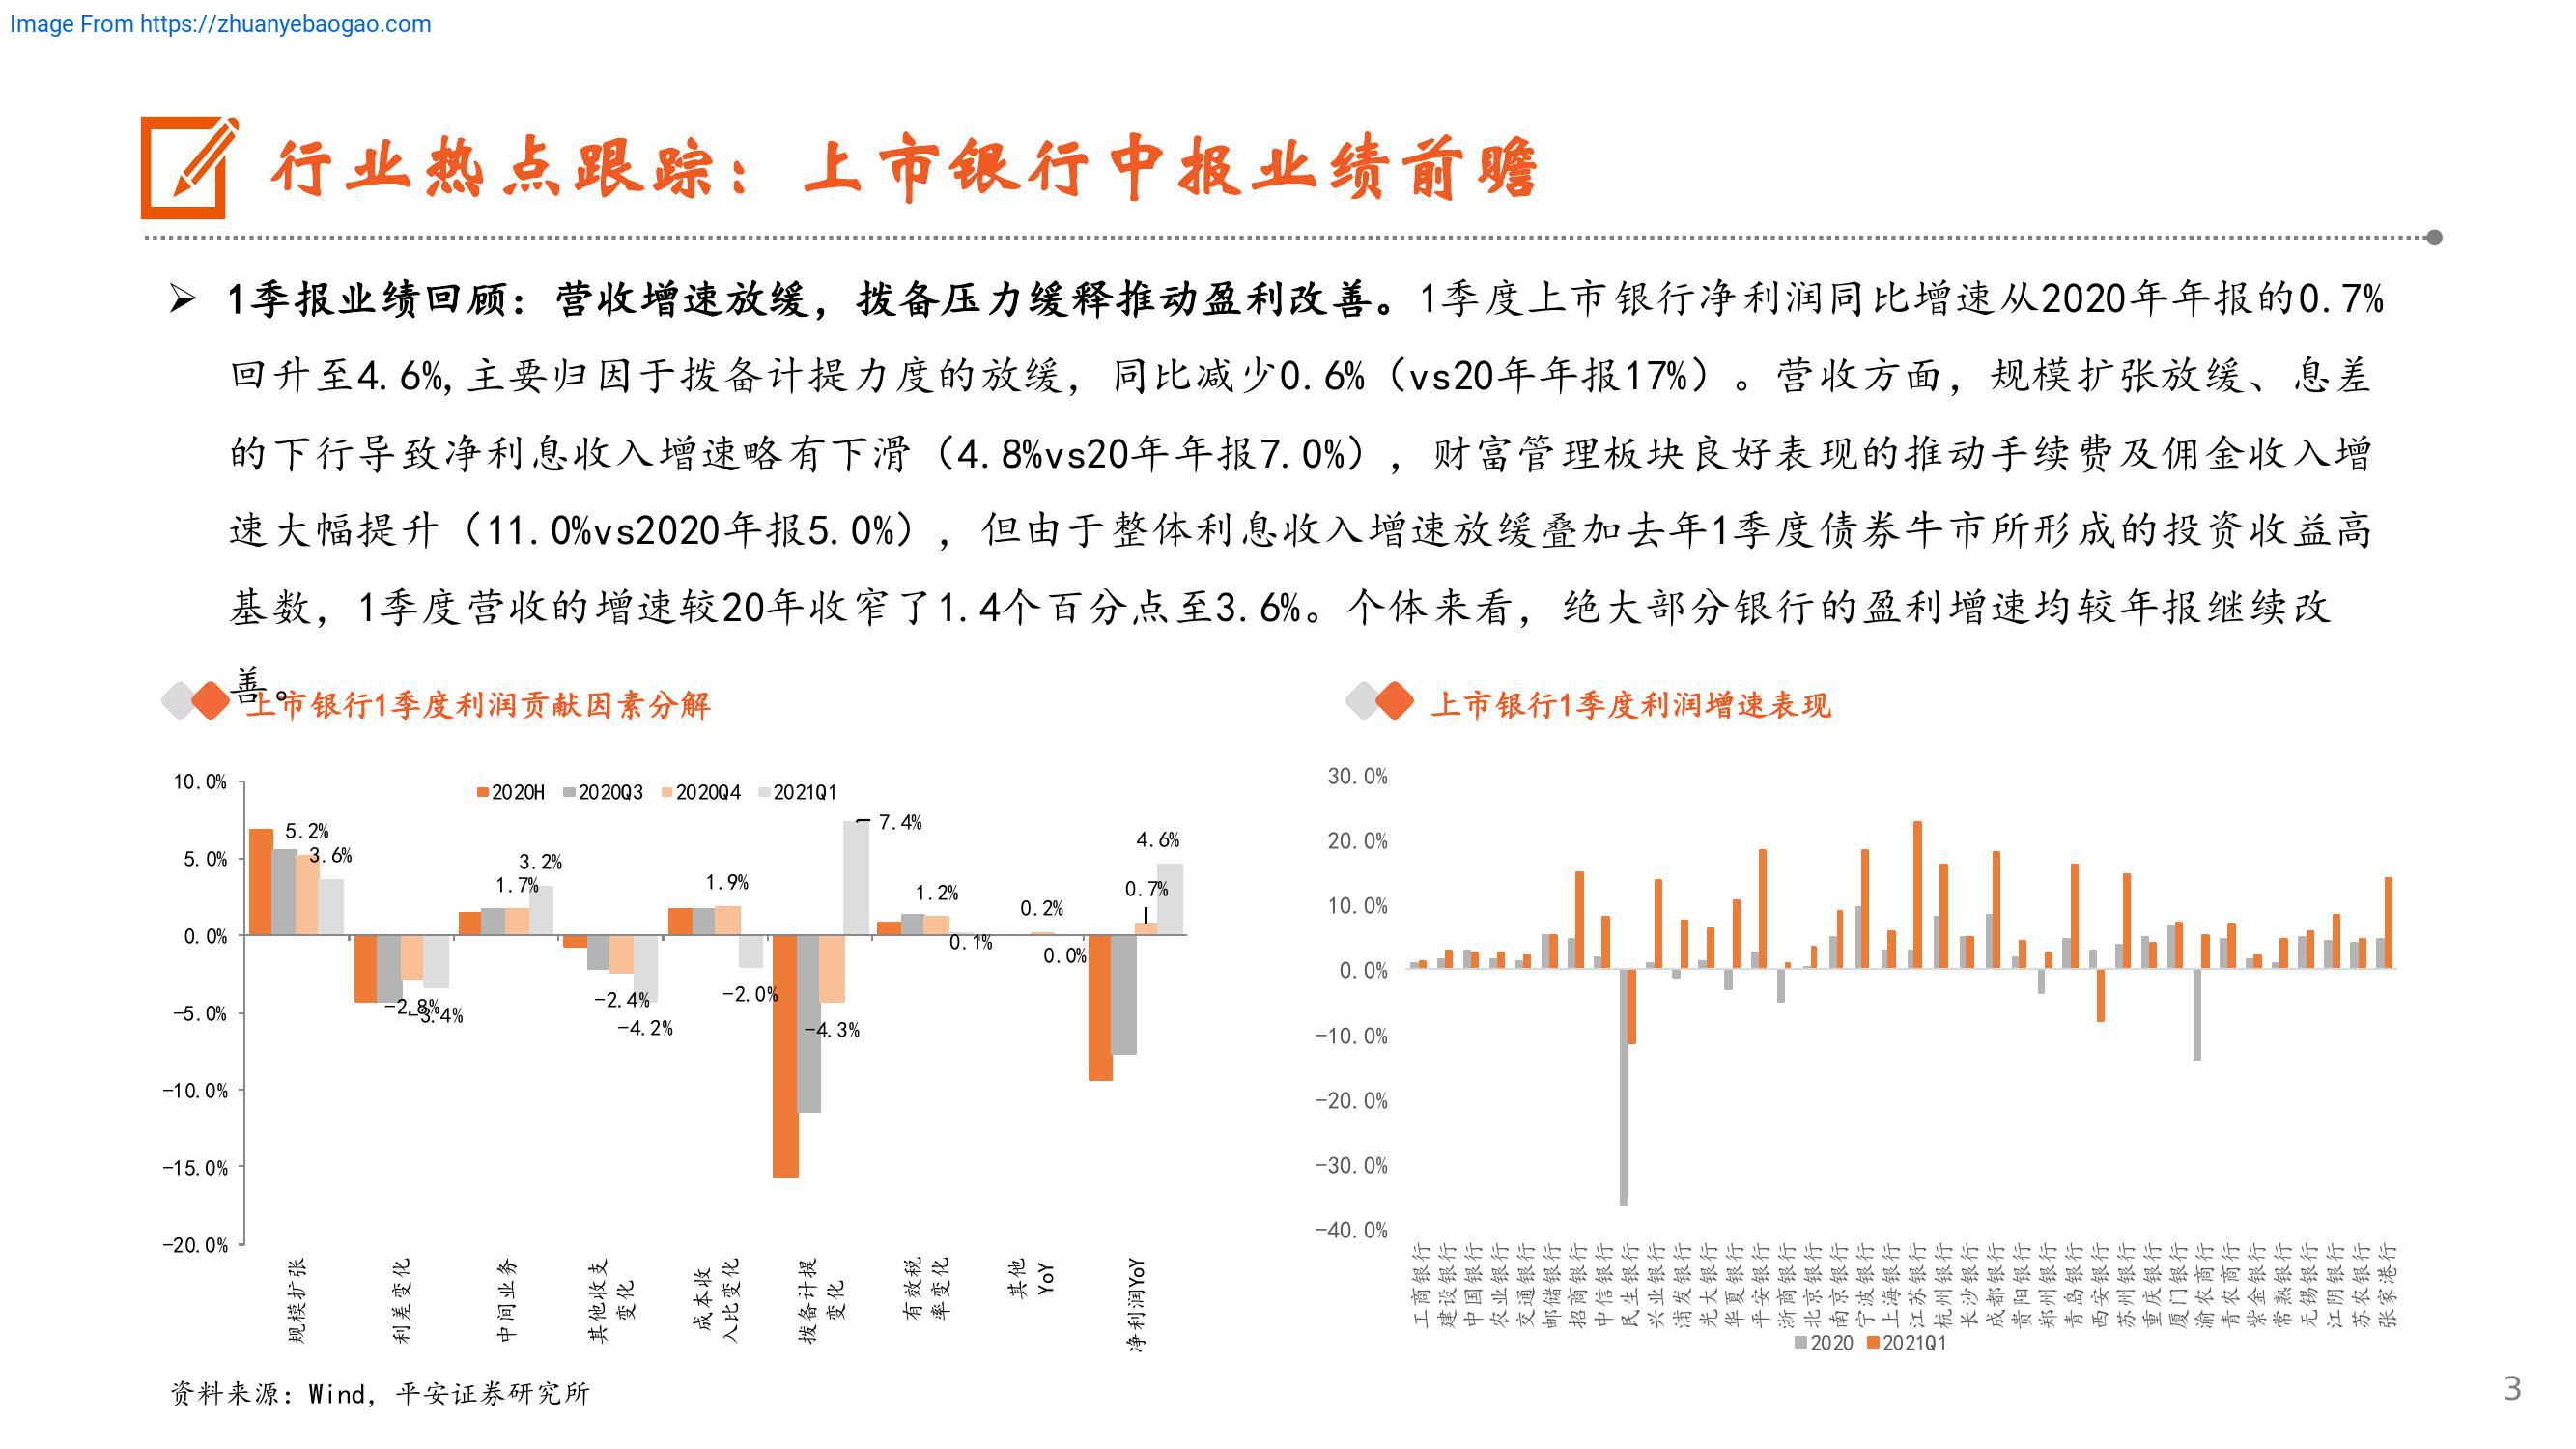 Image From https://zhuanyebaogao.com
行业热点跟踪：上市银行中报业绩前瞻
➢ 1季报业绩回顾：营收增速放缓，拨备压力缓释推动盈利改善。1季度上市银行净利润同比增速从2020年年报的0.7%
回升至4.6%,主要归因于拨备计提力度的放缓，同比减少0.6%（vs20年年报17%）。营收方面，规模扩张放缓、息差
的下行导致净利息收入增速略有下滑（4.8%vs20年年报7.0%），财富管理板块良好表现的推动手续费及佣金收入增
速大幅提升（11.0%vs2020年报5.0%），但由于整体利息收入增速放缓叠加去年1季度债券牛市所形成的投资收益高
基数，1季度营收的增速较20年收窄了1.4个百分点至3.6%。个体来看，绝大部分银行的盈利增速均较年报继续改
善。
上市银行1季度利润贡献因素分解
10.0%
5.0%
0.0%
-5.0%
-10.0%
-15.0%
-20.0%
2020H 2020Q3 2020Q4 2021Q1
5.2%
3.6%
-2.8%
-3.4%
1.7%
3.2%
-2.4%
-4.2%
1.9%
-2.0%
-4.3%
7.4%
1.2%
0.1%
0.2%
0.0%
0.7%
4.6%
规模扩张
利差变化
中间业务
其他收支
变化
成本收
入比变化
拨备计提
变化
有效税
率变化
其他
YoY
净利润YoY
上市银行1季度利润增速表现
30.0%
20.0%
10.0%
0.0%
-10.0%
-20.0%
-30.0%
-40.0%
工商银行
建设银行
中国银行
农业银行
交通银行
邮储银行
招商银行
中信银行
民生银行
兴业银行
浦发银行
光大银行
华夏银行
平安银行
浙商银行
北京银行
南京银行
宁波银行
上海银行
江苏银行
杭州银行
长沙银行
成都银行
贵阳银行
郑州银行
青岛银行
西安银行
苏州银行
重庆银行
厦门银行
渝农商行
青农商行
紫金银行
常熟银行
无锡银行
江阴银行
苏农银行
张家港行
2020 2021Q1
资料来源：Wind，平安证券研究所
3